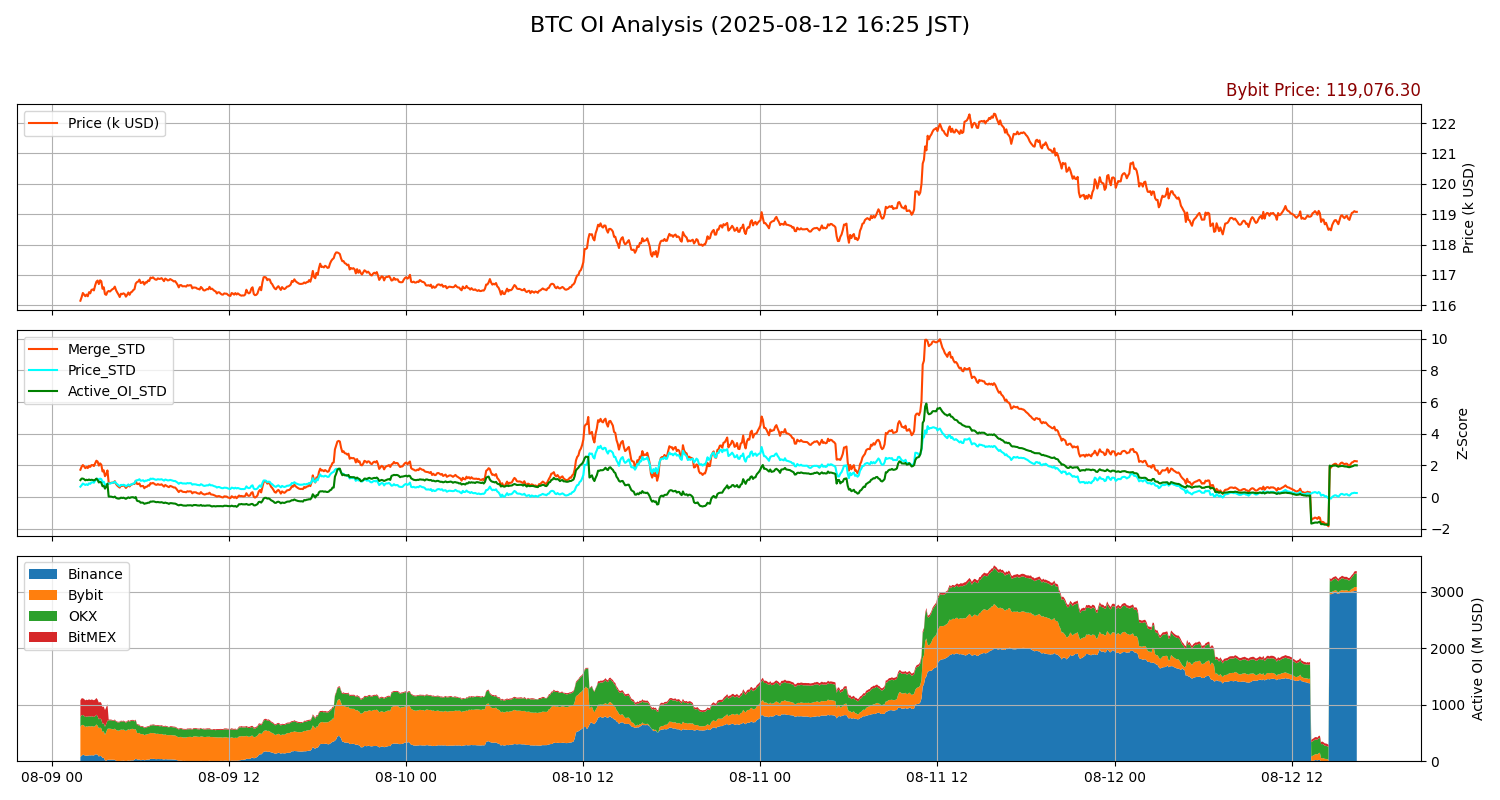 BTC OI Analysis (2025-08-12 16:25 JST)
Bybit Price: 119,076.30
Price (k USD)
122
121
120
119
118
117
116
Price (k USD)
Merge_STD
Price_STD
Active_OI_STD
10
8
6
4
2
0
−2
Z-Score
Binance
Bybit
OKX
BitMEX
3000
2000
1000
0
Active OI (M USD)
08-09 00
08-09 12
08-10 00
08-10 12
08-11 00
08-11 12
08-12 00
08-12 12